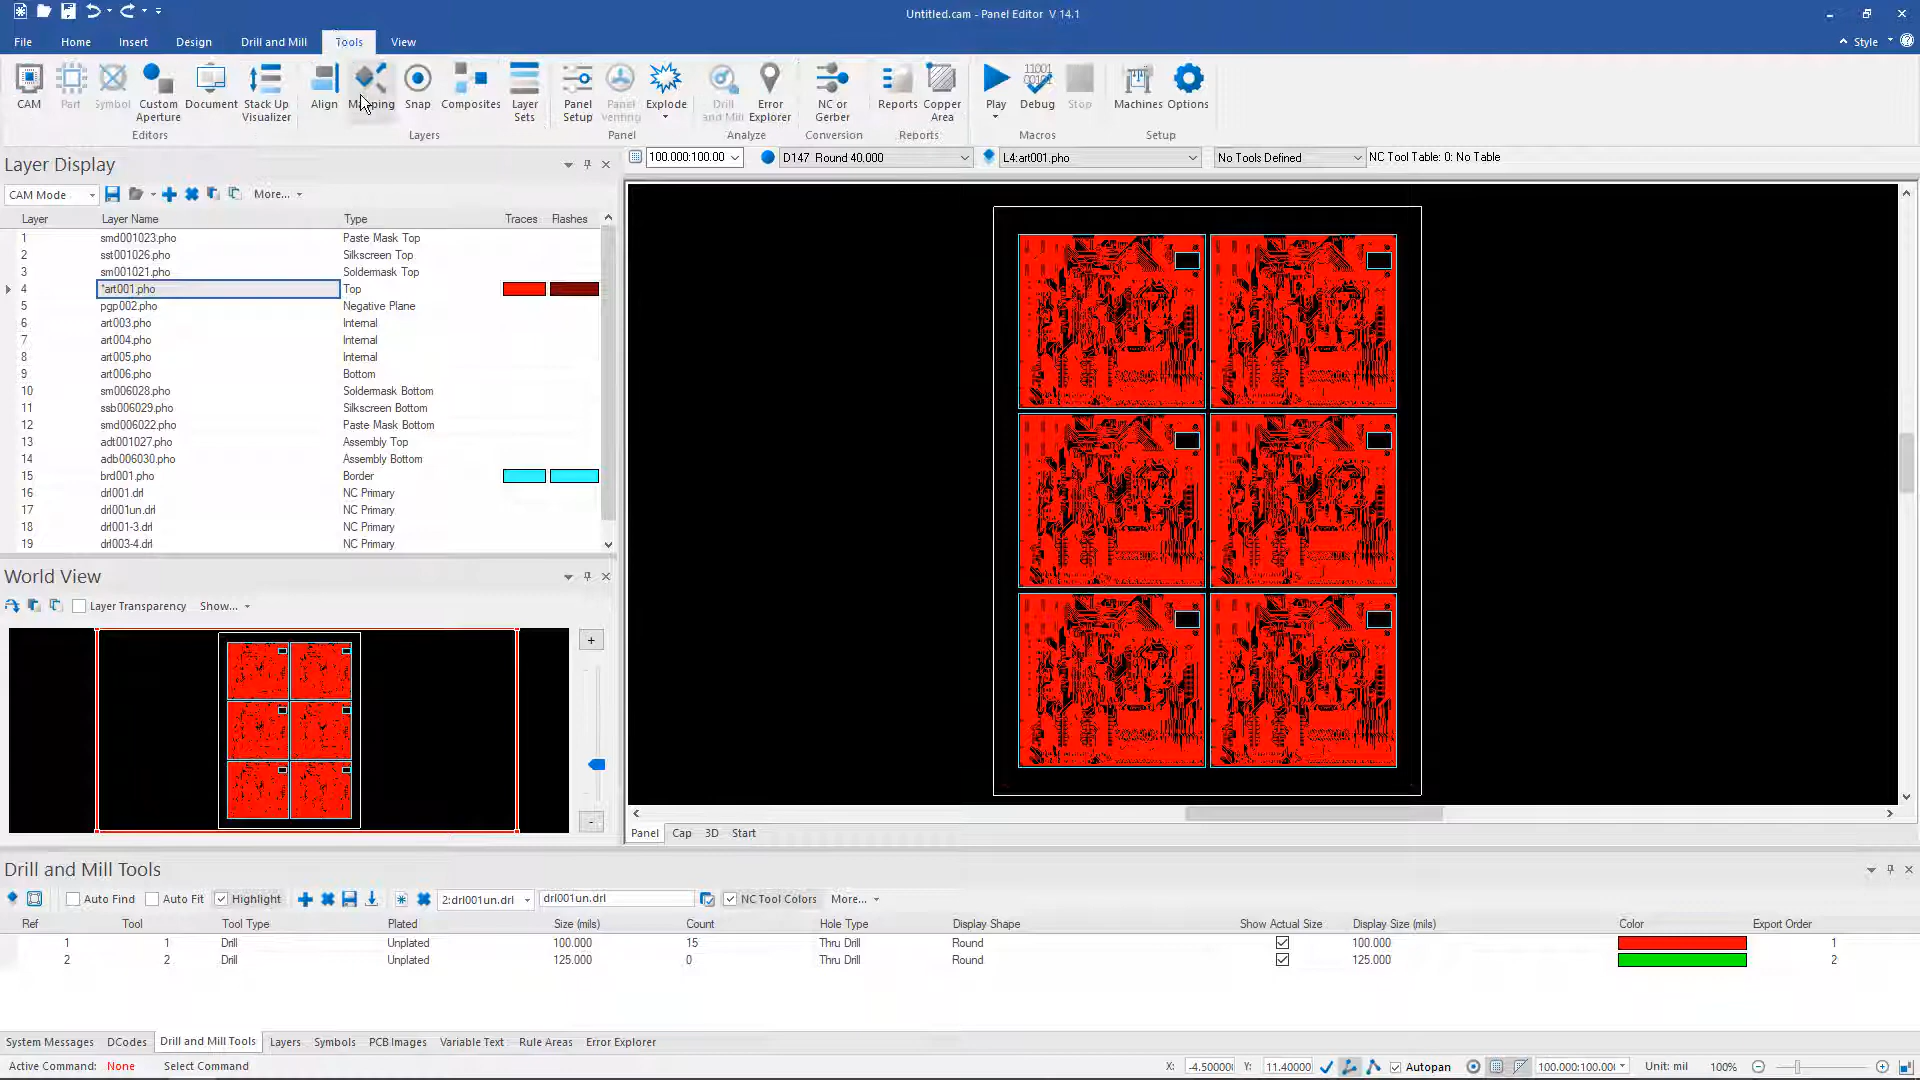 Untitled.cam - Panel Editor V 14.1
File Home Insert Design Drill and Mill Tools View Style
CAM Part Symbol Custom Aperture Document Stack Up Visualizer Align Mapping Snap Composites Layer Sets Panel Setup Panel Venting Explode Drill and Mill Error Explorer NC or Gerber Reports Copper Area Play Debug Stop Machines Options
Editors Layers Panel Analyze Conversion Reports Macros Setup
Layer Display
100.000:100.00 D147 Round 40.000 L4:art001.pho No Tools Defined NC Tool Table: 0: No Table
CAM Mode More...
Layer Layer Name Type Traces Flashes
1 smd001023.pho Paste Mask Top
2 sst001026.pho Silkscreen Top
3 sm001021.pho Soldermask Top
4 *art001.pho Top
5 pgp002.pho Negative Plane
6 art003.pho Internal
7 art004.pho Internal
8 art005.pho Internal
9 art006.pho Bottom
10 sm006028.pho Soldermask Bottom
11 ssb006029.pho Silkscreen Bottom
12 smd006022.pho Paste Mask Bottom
13 adt001027.pho Assembly Top
14 adb006030.pho Assembly Bottom
15 brd001.pho Border
16 drl001.drl NC Primary
17 drl001un.drl NC Primary
18 drl001-3.drl NC Primary
19 drl003-4.drl NC Primary
World View
Layer Transparency Show...
Panel Cap 3D Start
Drill and Mill Tools
Auto Find Auto Fit Highlight 2:drl001un.drl drl001un.drl NC Tool Colors More...
Ref Tool Tool Type Plated Size (mils) Count Hole Type Display Shape Show Actual Size Display Size (mils) Color Export Order
1 1 Drill Unplated 100.000 15 Thru Drill Round 100.000 1
2 2 Drill Unplated 125.000 0 Thru Drill Round 125.000 2
System Messages DCodes Drill and Mill Tools Layers Symbols PCB Images Variable Text Rule Areas Error Explorer
Active Command: None Select Command X: -4.50000 Y: 11.40000 Autopan 100.000:100.00 Unit: mil 100%